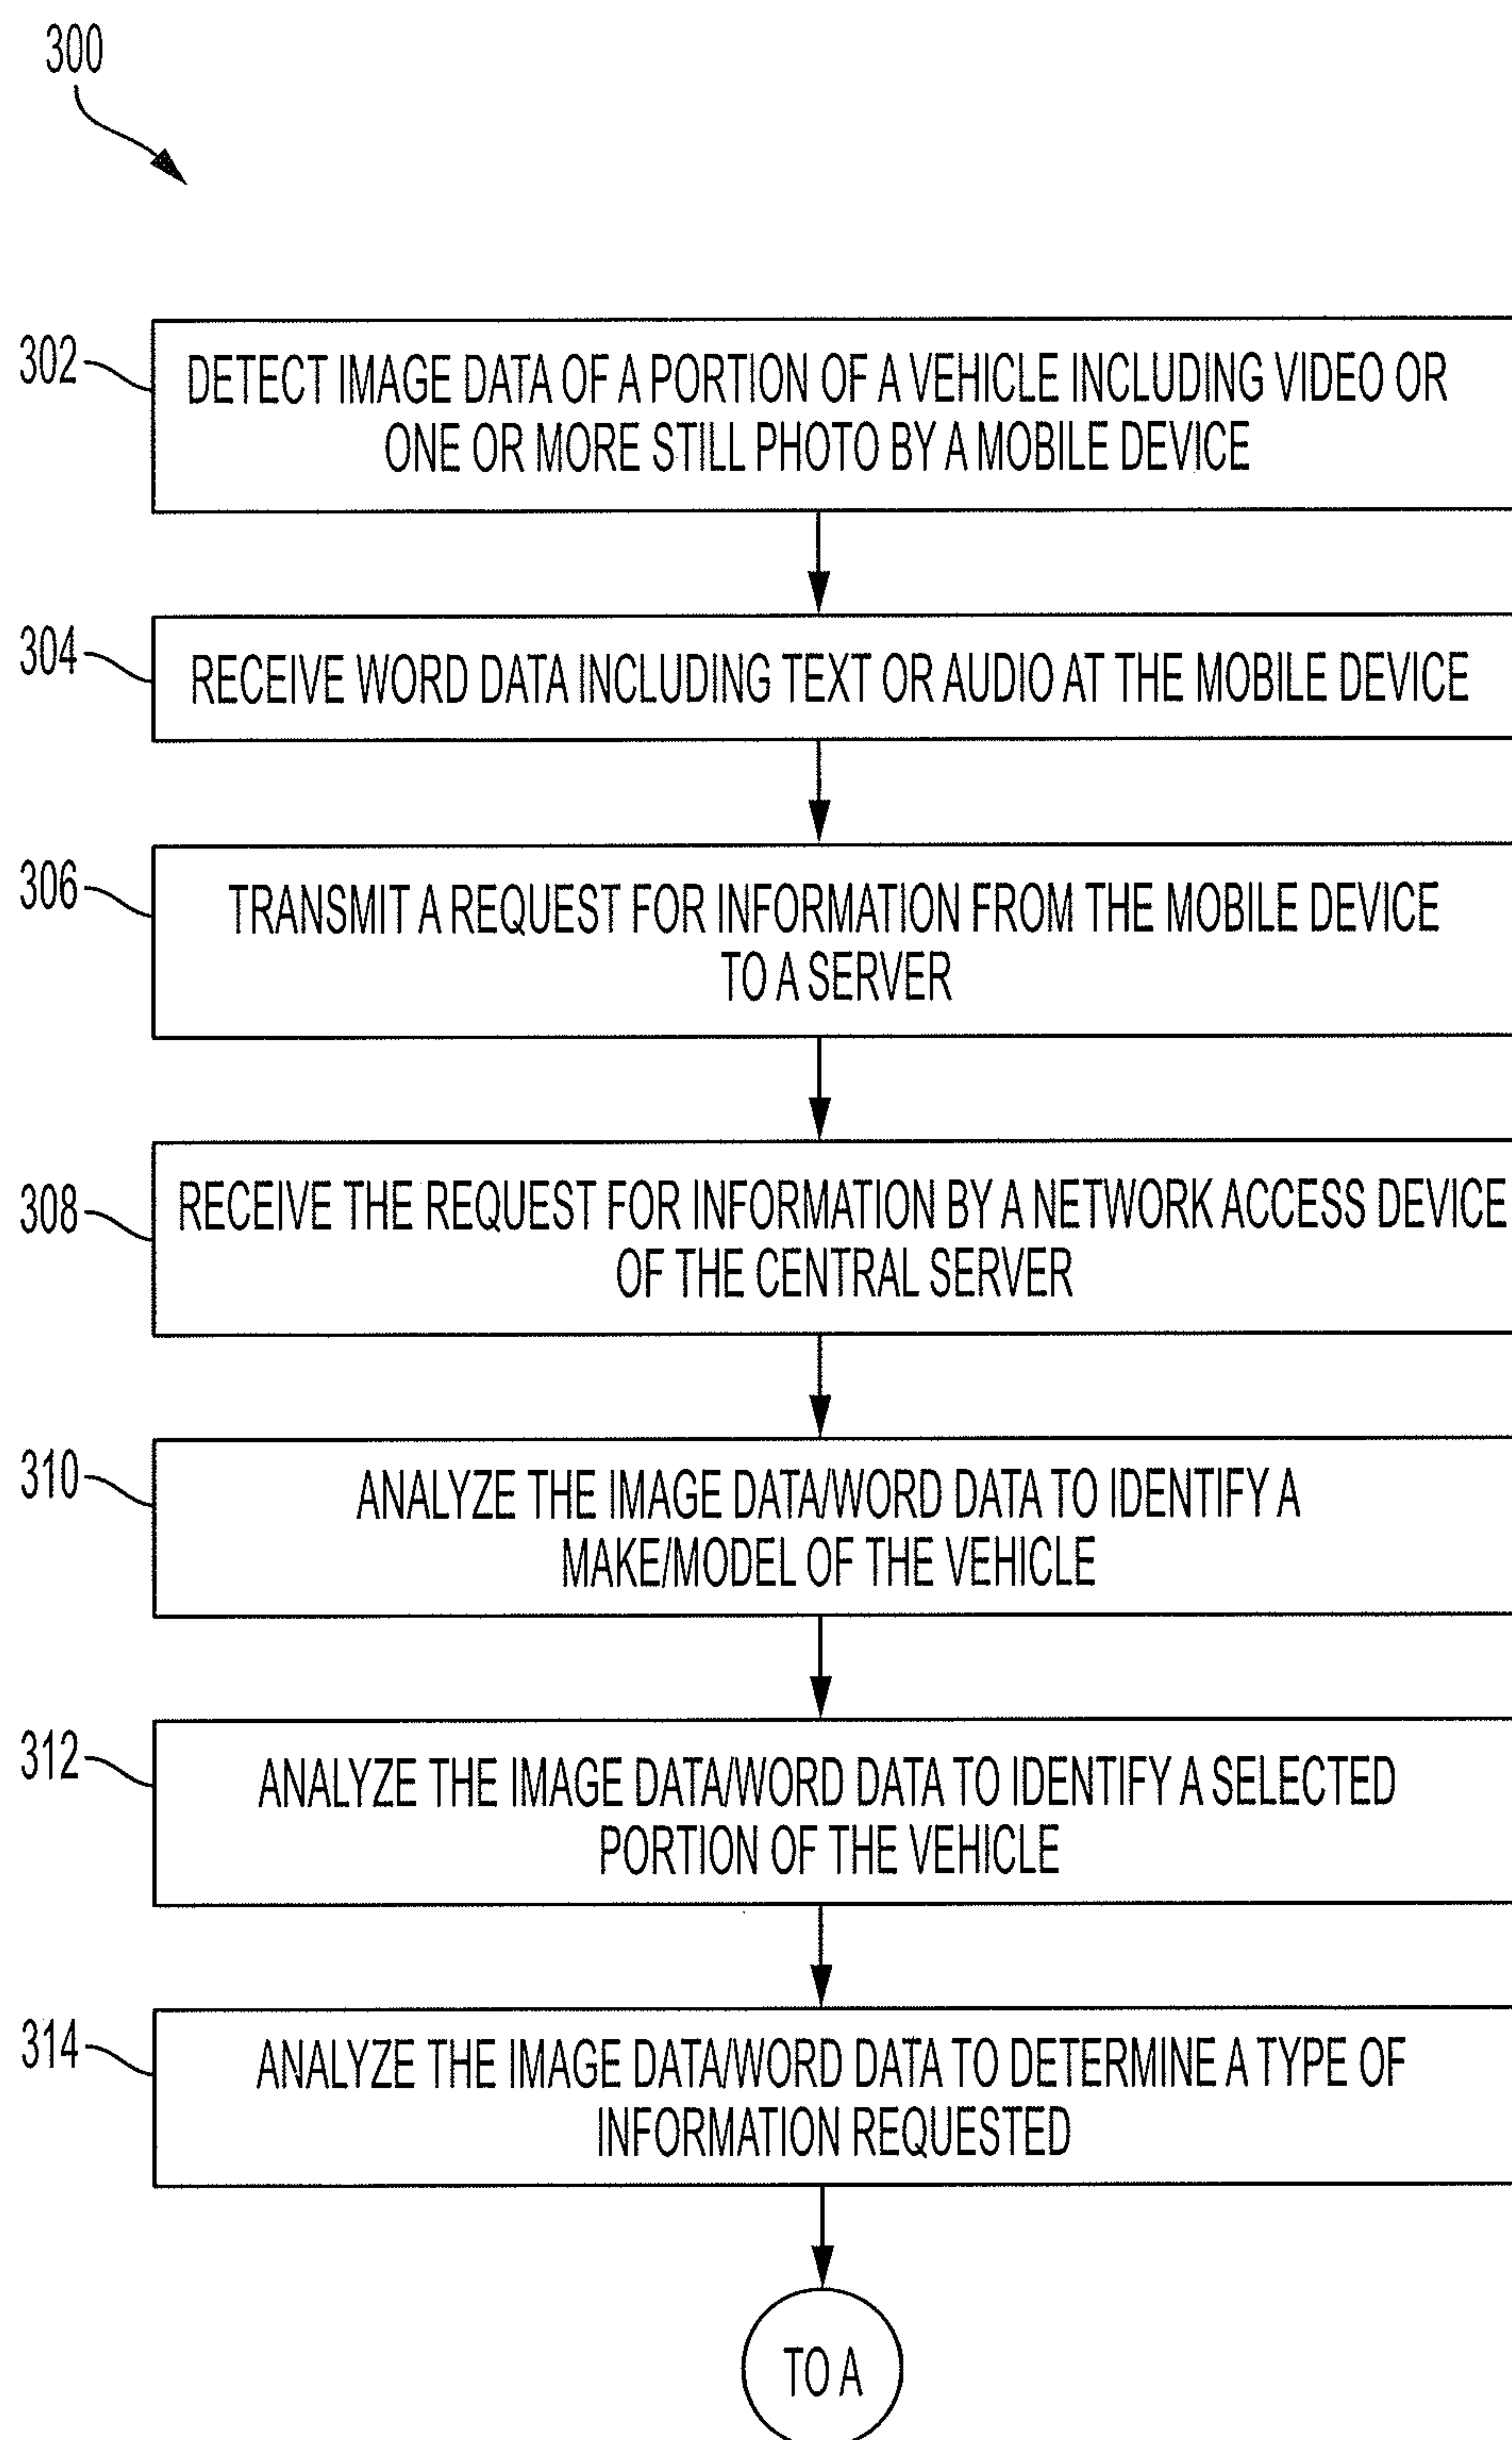 300
302
DETECT IMAGE DATA OF A PORTION OF A VEHICLE INCLUDING VIDEO OR
ONE OR MORE STILL PHOTO BY A MOBILE DEVICE
304
RECEIVE WORD DATA INCLUDING TEXT OR AUDIO AT THE MOBILE DEVICE
306
TRANSMIT A REQUEST FOR INFORMATION FROM THE MOBILE DEVICE
TO A SERVER
308
RECEIVE THE REQUEST FOR INFORMATION BY A NETWORK ACCESS DEVICE
OF THE CENTRAL SERVER
310
ANALYZE THE IMAGE DATA/WORD DATA TO IDENTIFY A
MAKE/MODEL OF THE VEHICLE
312
ANALYZE THE IMAGE DATA/WORD DATA TO IDENTIFY A SELECTED
PORTION OF THE VEHICLE
314
ANALYZE THE IMAGE DATA/WORD DATA TO DETERMINE A TYPE OF
INFORMATION REQUESTED
TO A